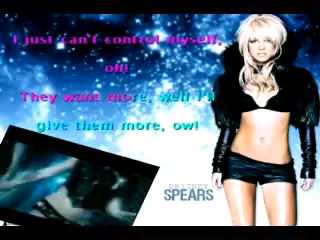 I just can't control myself,
oh!
They want more, well I'll
give them more, ow!
BRITNEY
SPEARS